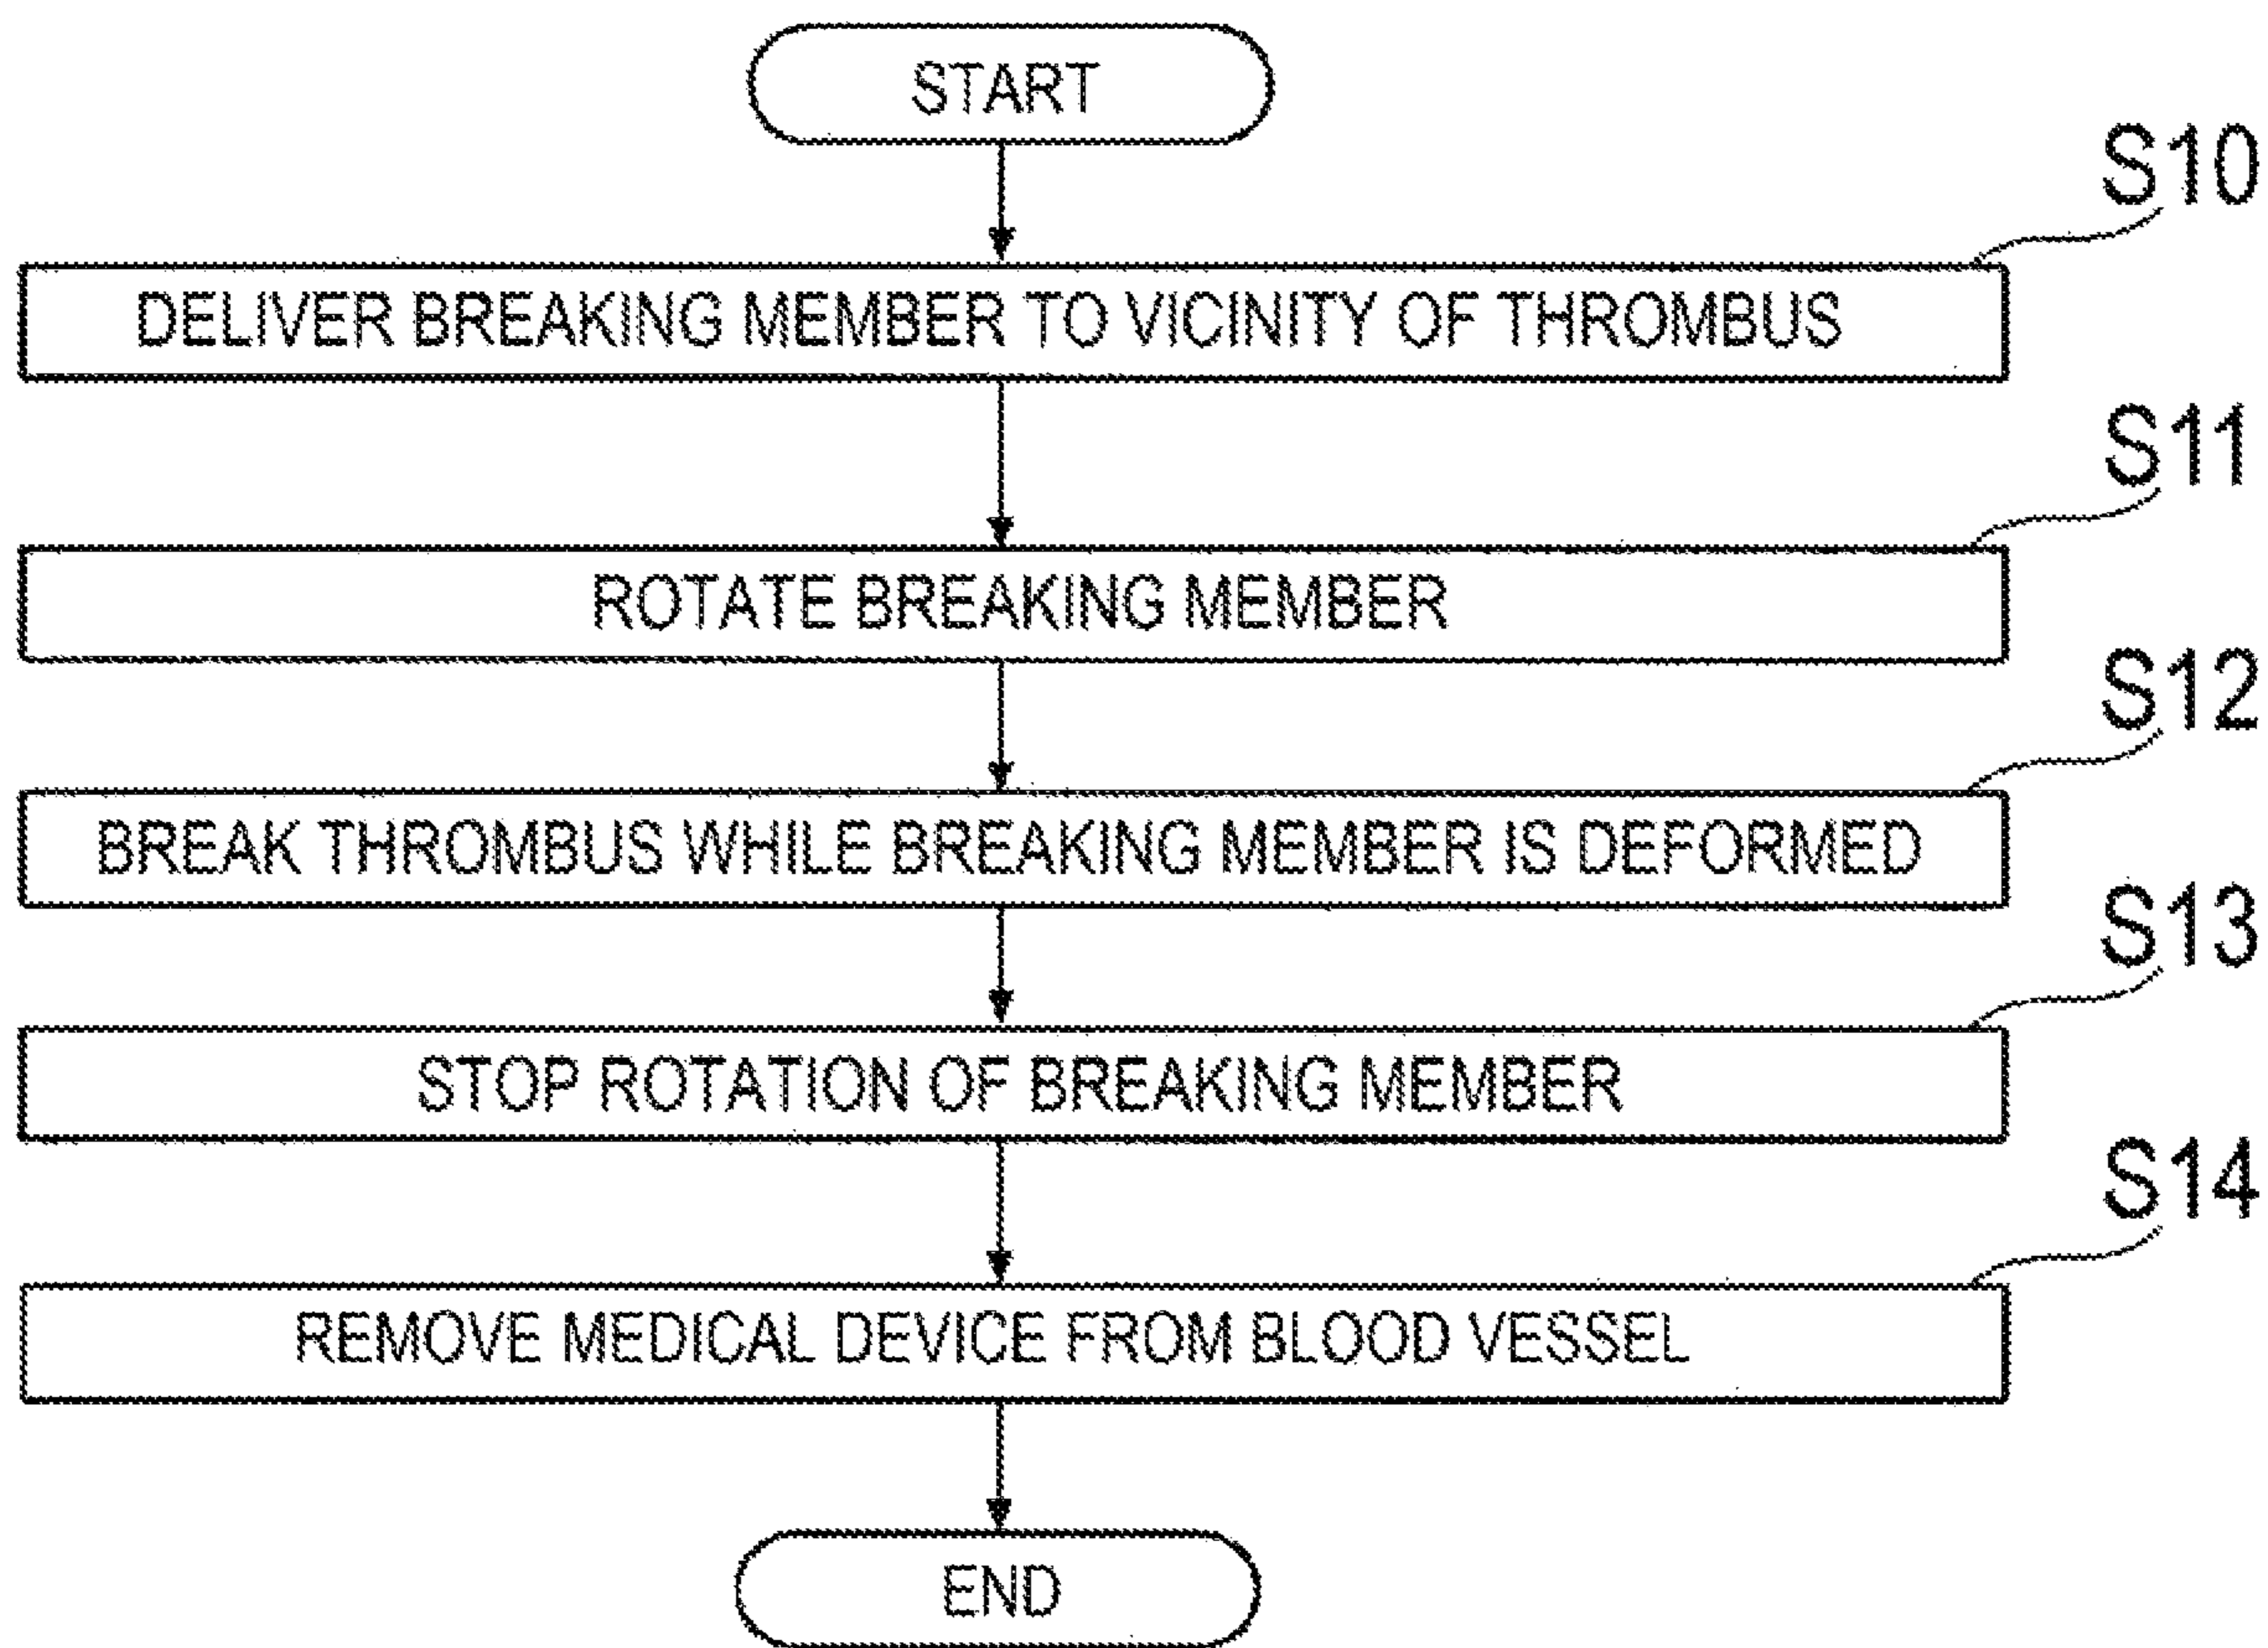 START
S10
DELIVER BREAKING MEMBER TO VICINITY OF THROMBUS
S11
ROTATE BREAKING MEMBER
S12
BREAK THROMBUS WHILE BREAKING MEMBER IS DEFORMED
S13
STOP ROTATION OF BREAKING MEMBER
S14
REMOVE MEDICAL DEVICE FROM BLOOD VESSEL
END